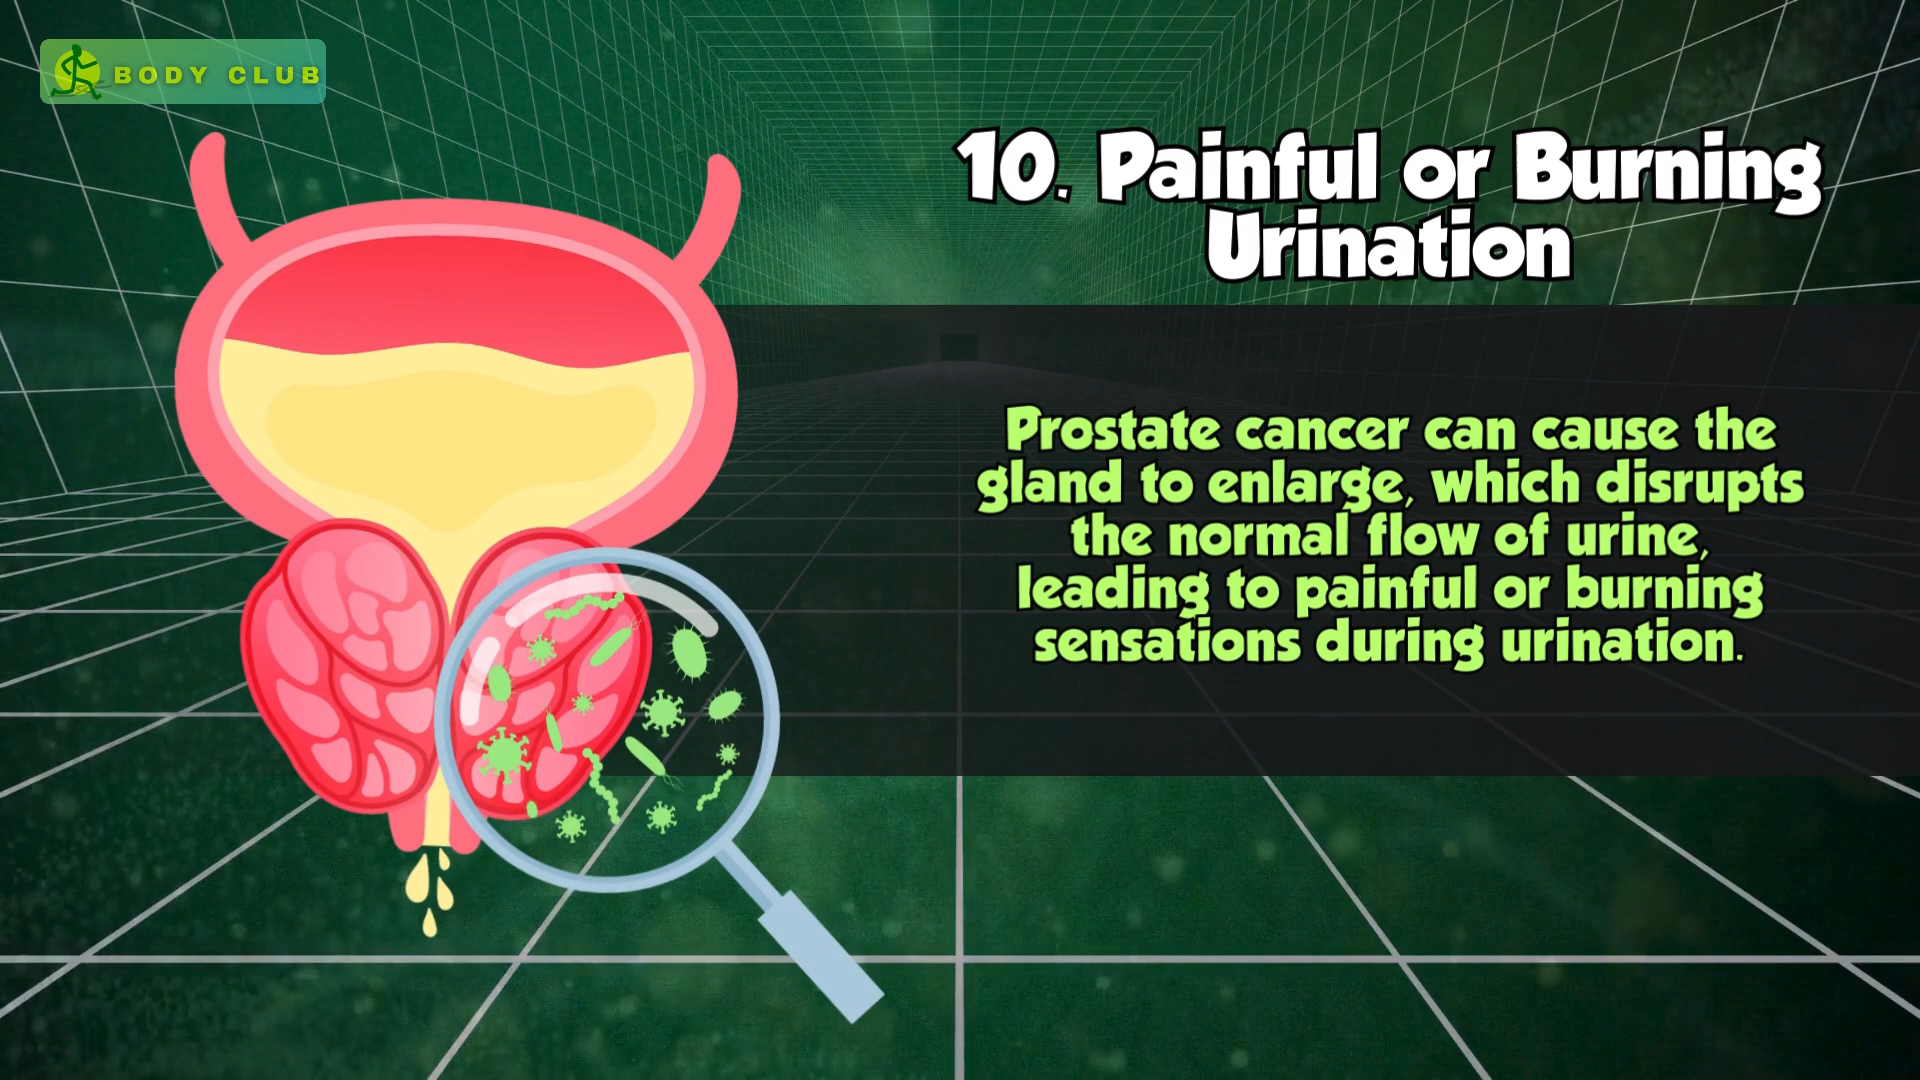 BODY CLUB
10. Painful or Burning
Urination
Prostate cancer can cause the
gland to enlarge, which disrupts
the normal flow of urine,
leading to painful or burning
sensations during urination.